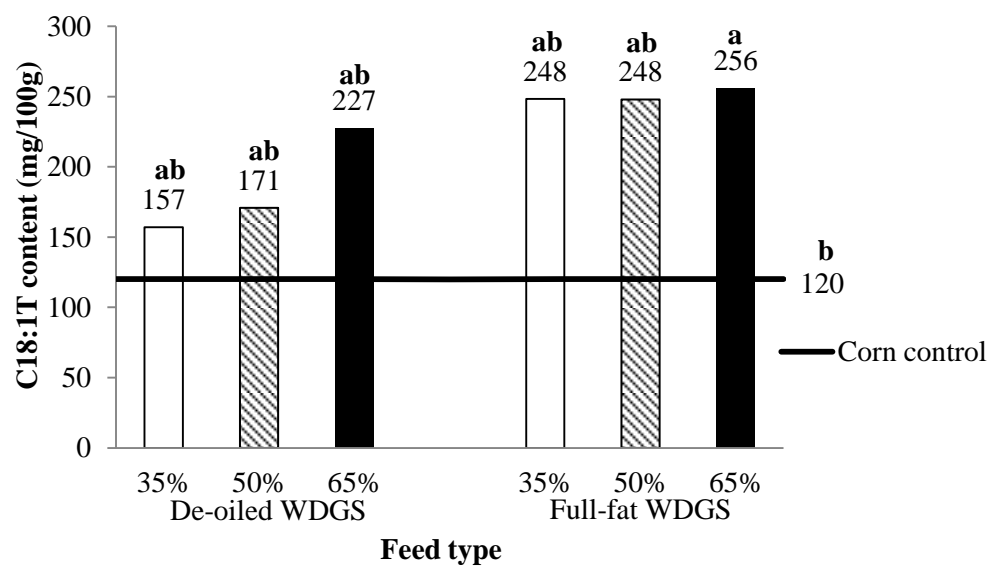 C18:1T content (mg/100g)
300
250
200
150
100
50
0
ab
157
ab
171
ab
227
ab
248
ab
248
a
256
b
120
Corn control
35% 50% 65% 35% 50% 65%
De-oiled WDGS Full-fat WDGS
Feed type